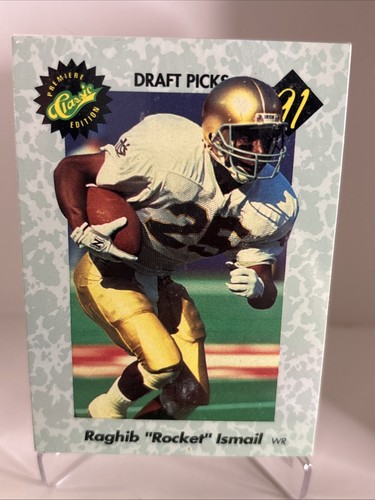 PREMIERE
Classic
EDITION
DRAFT PICKS
91
25
Raghib "Rocket" Ismail WR